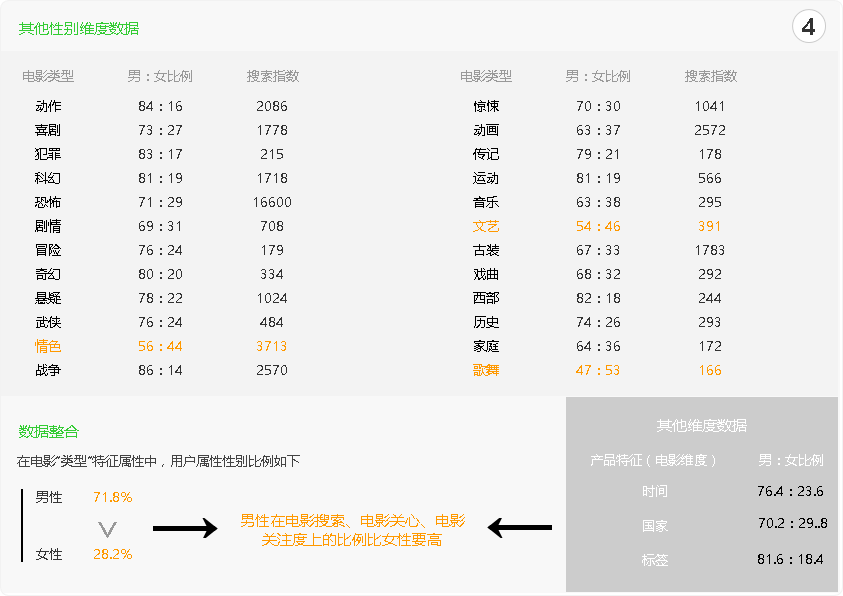 其他性别维度数据
4
电影类型 男：女比例 搜索指数 电影类型 男：女比例 搜索指数
动作 84 : 16 2086 惊悚 70 : 30 1041
喜剧 73 : 27 1778 动画 63 : 37 2572
犯罪 83 : 17 215 传记 79 : 21 178
科幻 81 : 19 1718 运动 81 : 19 566
恐怖 71 : 29 16600 音乐 63 : 38 295
剧情 69 : 31 708 文艺 54 : 46 391
冒险 76 : 24 179 古装 67 : 33 1783
奇幻 80 : 20 334 戏曲 68 : 32 292
悬疑 78 : 22 1024 西部 82 : 18 244
武侠 76 : 24 484 历史 74 : 26 293
情色 56 : 44 3713 家庭 64 : 36 172
战争 86 : 14 2570 歌舞 47 : 53 166
数据整合
在电影“类型”特征属性中，用户属性性别比例如下
男性 71.8%
女性 28.2%
男性在电影搜索、电影关心、电影
关注度上的比例比女性要高
其他维度数据
产品特征（电影维度） 男：女比例
时间 76.4 : 23.6
国家 70.2 : 29..8
标签 81.6 : 18.4